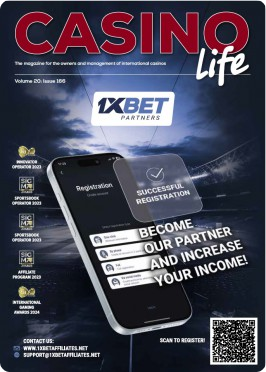 CASINO
Life
The magazine for the owners and management of international casinos
Volume 20: Issue 166
1XBET
PARTNERS
Registration
SUCCESSFUL
REGISTRATION
INNOVATOR
OPERATOR 2023
SPORTSBOOK
OPERATOR 2023
SPORTSBOOK
OPERATOR 2023
AFFILIATE
PROGRAM 2023
INTERNATIONAL
GAMING
AWARDS 2024
BECOME
OUR PARTNER
AND INCREASE
YOUR INCOME!
CONTACT US:
WWW.1XBETAFFILIATES.NET
SUPPORT@1XBETAFFILIATES.NET
SCAN TO REGISTER!